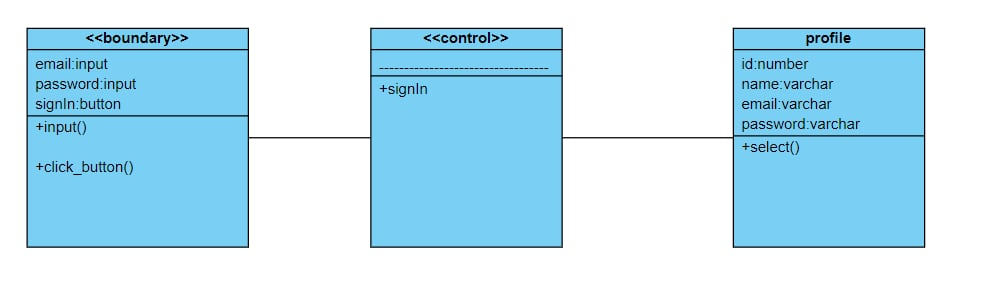 <<boundary>>
email:input
password:input
signIn:button
+input()
+click_button()
<<control>>
----------------------------------
+signIn
profile
id:number
name:varchar
email:varchar
password:varchar
+select()